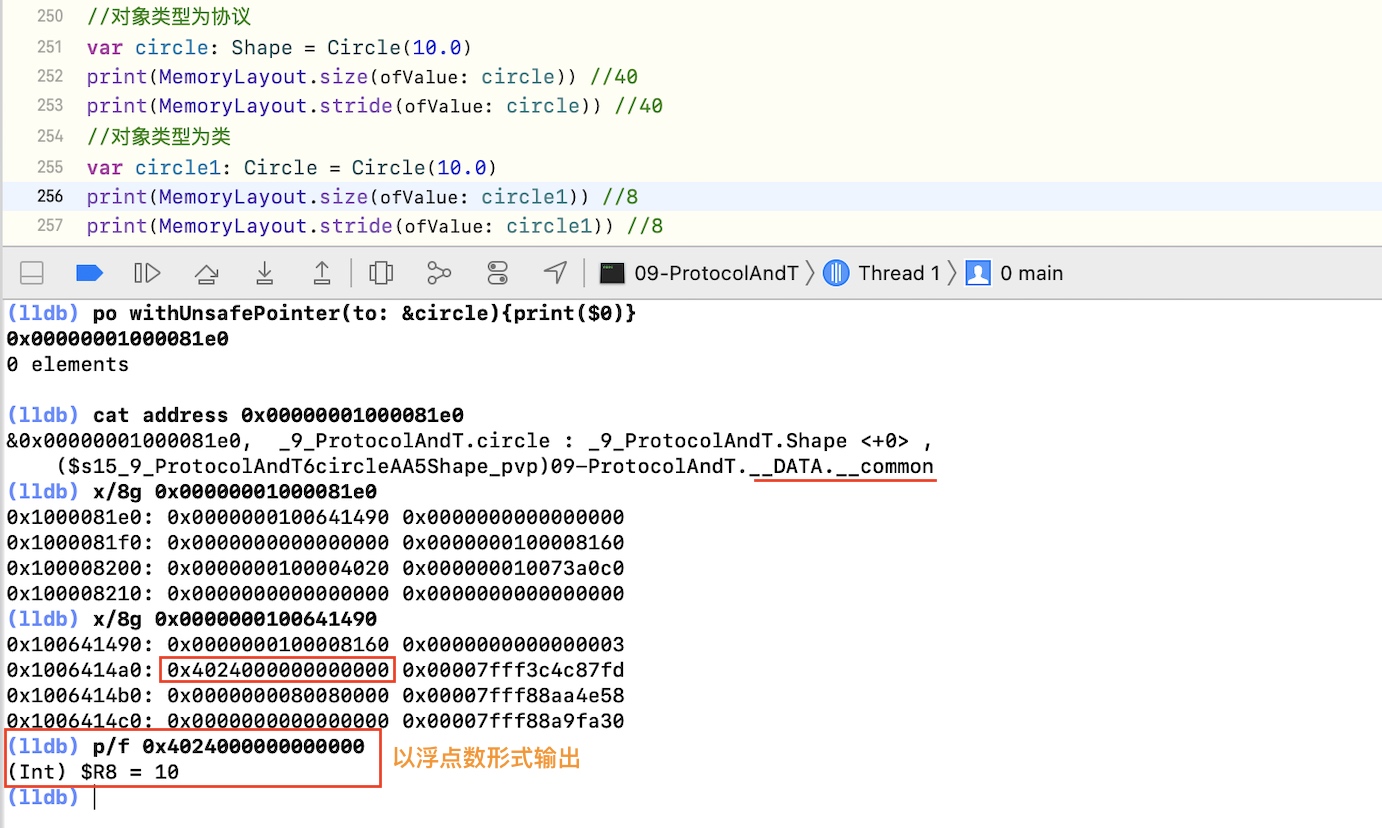 250 //对象类型为协议
251 var circle: Shape = Circle(10.0)
252 print(MemoryLayout.size(ofValue: circle)) //40
253 print(MemoryLayout.stride(ofValue: circle)) //40
254 //对象类型为类
255 var circle1: Circle = Circle(10.0)
256 print(MemoryLayout.size(ofValue: circle1)) //8
257 print(MemoryLayout.stride(ofValue: circle1)) //8
09-ProtocolAndT Thread 1 0 main
(lldb) po withUnsafePointer(to: &circle){print($0)}
0x00000001000081e0
0 elements
(lldb) cat address 0x00000001000081e0
&0x00000001000081e0, _9_ProtocolAndT.circle : _9_ProtocolAndT.Shape <+0> ,
($s15_9_ProtocolAndT6circleAA5Shape_pvp)09-ProtocolAndT.__DATA.__common
(lldb) x/8g 0x00000001000081e0
0x1000081e0: 0x0000000100641490 0x0000000000000000
0x1000081f0: 0x0000000000000000 0x0000000100008160
0x100008200: 0x0000000100004020 0x000000010073a0c0
0x100008210: 0x0000000000000000 0x0000000000000000
(lldb) x/8g 0x0000000100641490
0x100641490: 0x0000000100008160 0x0000000000000003
0x1006414a0: 0x4024000000000000 0x00007fff3c4c87fd
0x1006414b0: 0x0000000080080000 0x00007fff88aa4e58
0x1006414c0: 0x0000000000000000 0x00007fff88a9fa30
(lldb) p/f 0x4024000000000000
以浮点数形式输出
(Int) $R8 = 10
(lldb)